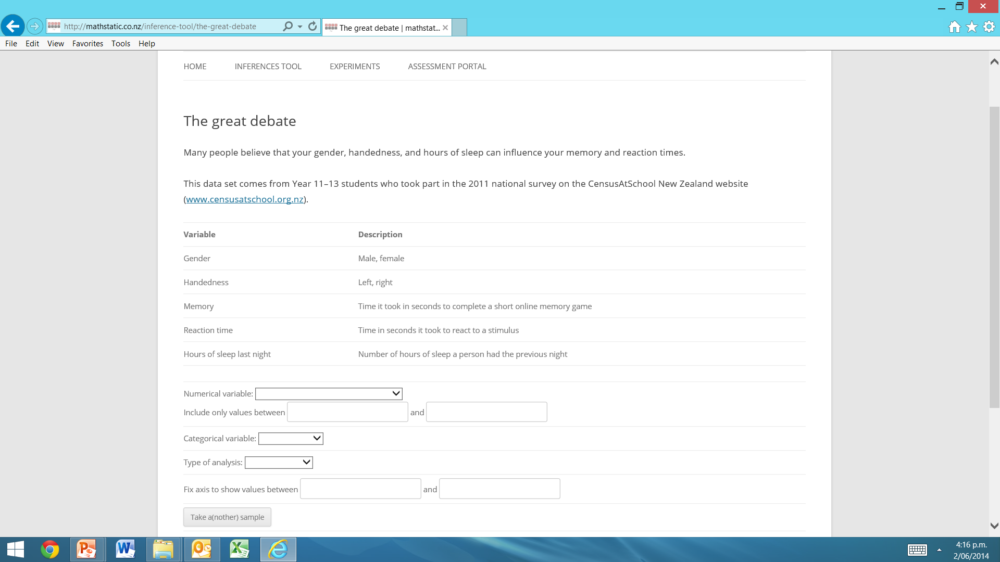 http://mathstatic.co.nz/inference-tool/the-great-debate
The great debate | mathstat...
File Edit View Favorites Tools Help
HOME INFERENCES TOOL EXPERIMENTS ASSESSMENT PORTAL
The great debate
Many people believe that your gender, handedness, and hours of sleep can influence your memory and reaction times.
This data set comes from Year 11–13 students who took part in the 2011 national survey on the CensusAtSchool New Zealand website
(www.censusatschool.org.nz).
Variable Description
Gender Male, female
Handedness Left, right
Memory Time it took in seconds to complete a short online memory game
Reaction time Time in seconds it took to react to a stimulus
Hours of sleep last night Number of hours of sleep a person had the previous night
Numerical variable:
Include only values between and
Categorical variable:
Type of analysis:
Fix axis to show values between and
Take a(nother) sample
4:16 p.m.
2/06/2014